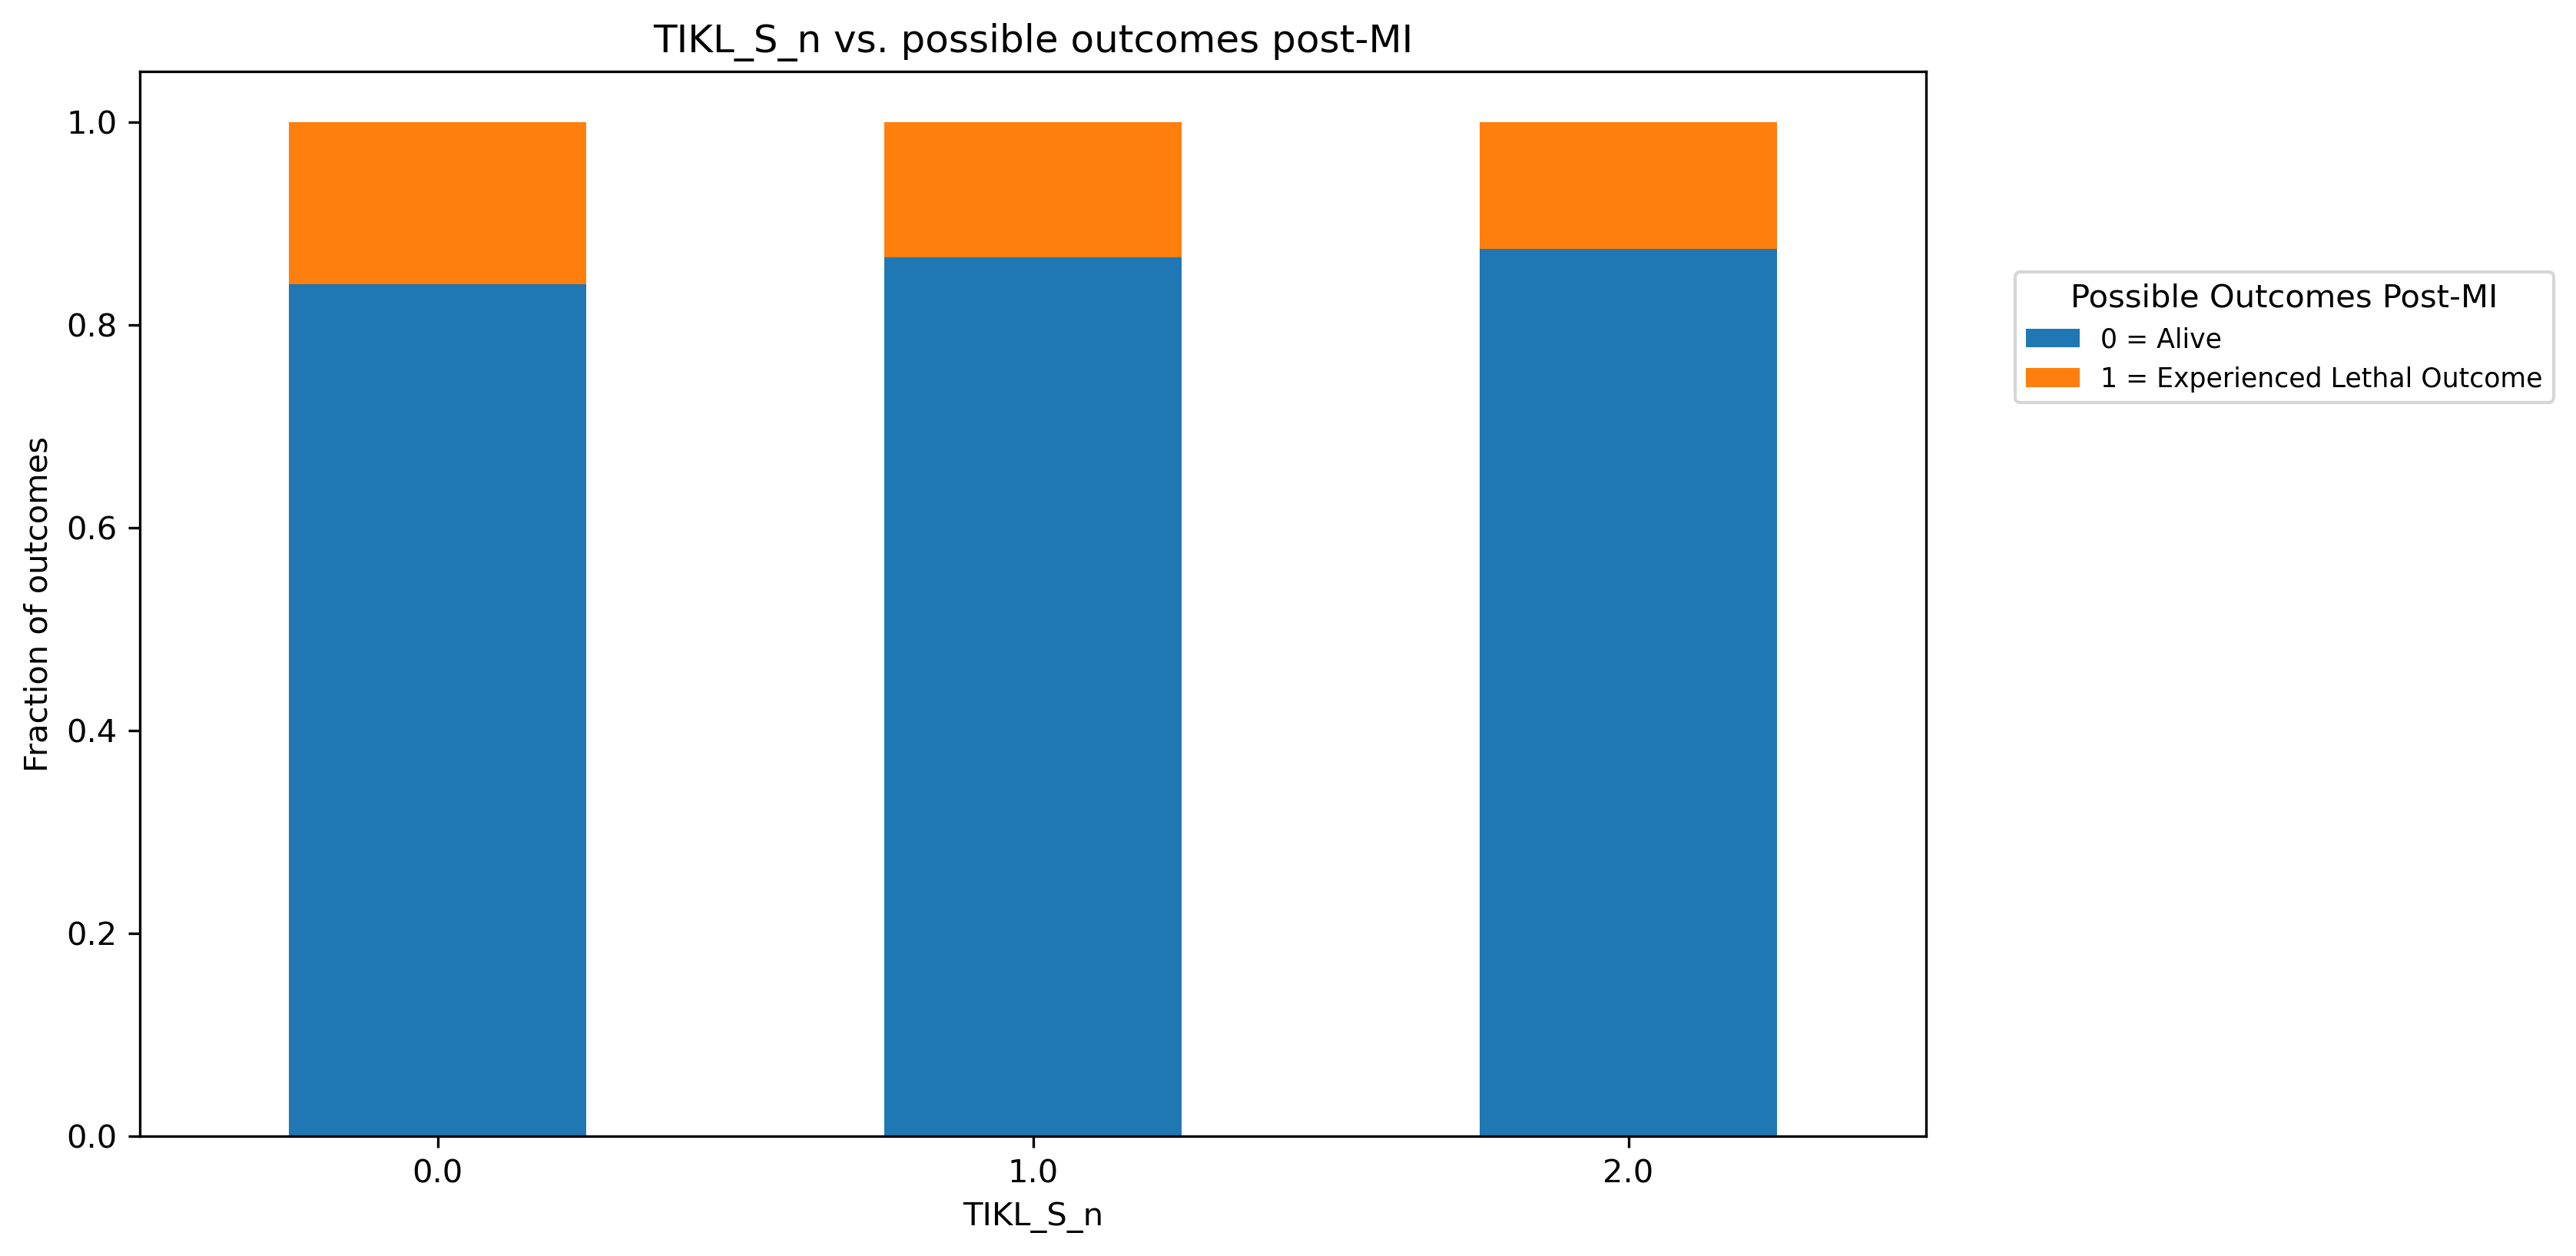 TIKL_S_n vs. possible outcomes post-MI
1.0
0.8
0.6
0.4
0.2
0.0
Fraction of outcomes
0.0 1.0 2.0
TIKL_S_n
Possible Outcomes Post-MI
0 = Alive
1 = Experienced Lethal Outcome